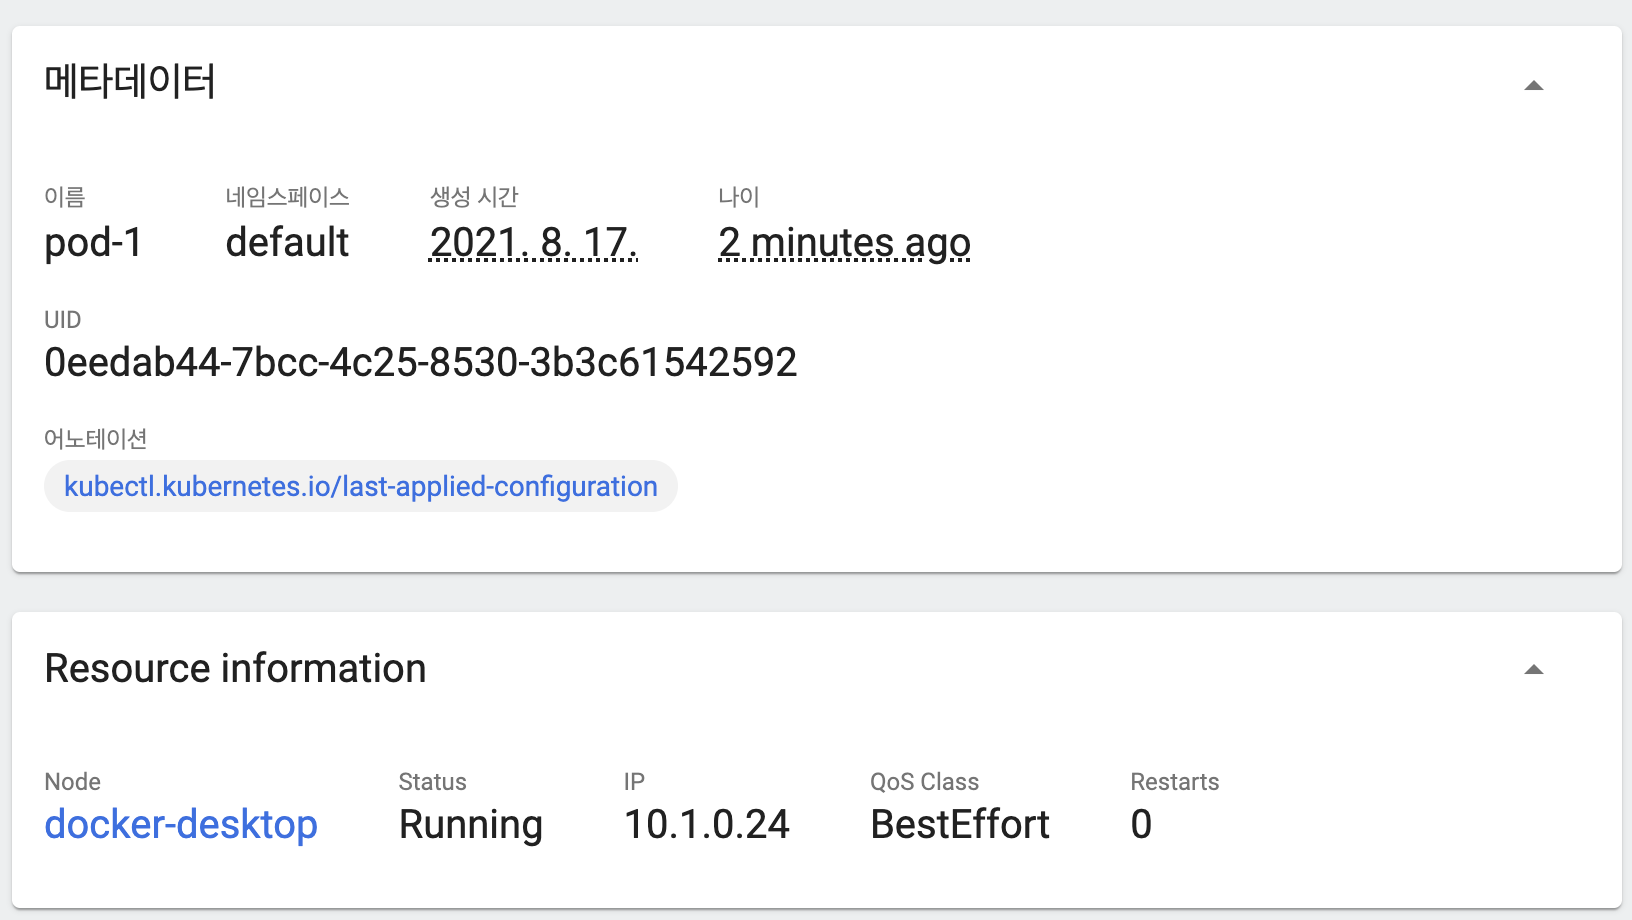 메타데이터
이름 네임스페이스 생성 시간 나이
pod-1 default 2021. 8. 17. 2 minutes ago
UID
0eedab44-7bcc-4c25-8530-3b3c61542592
어노테이션
kubectl.kubernetes.io/last-applied-configuration
Resource information
Node Status IP QoS Class Restarts
docker-desktop Running 10.1.0.24 BestEffort 0